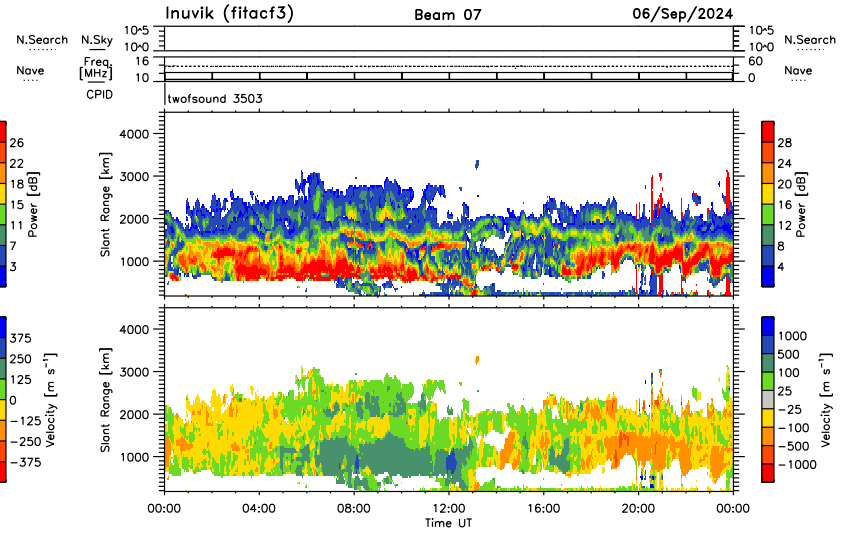 Inuvik (fitacf3) Beam 07 06/Sep/2024
N.Search N.Sky 10^5 10^0 10^5 10^0 N.Search
Nave Freq. [MHz] 16 10 60 0 Nave
CPID twofsound 3503
Power [dB] 26 22 18 15 11 7 3
Slant Range [km] 4000 3000 2000 1000
28 24 20 16 12 8 4 Power [dB]
Velocity [m s⁻¹] 375 250 125 0 −125 −250 −375
Slant Range [km] 4000 3000 2000 1000
1000 500 100 25 −25 −100 −500 −1000 Velocity [m s⁻¹]
00:00 04:00 08:00 12:00 16:00 20:00 00:00
Time UT